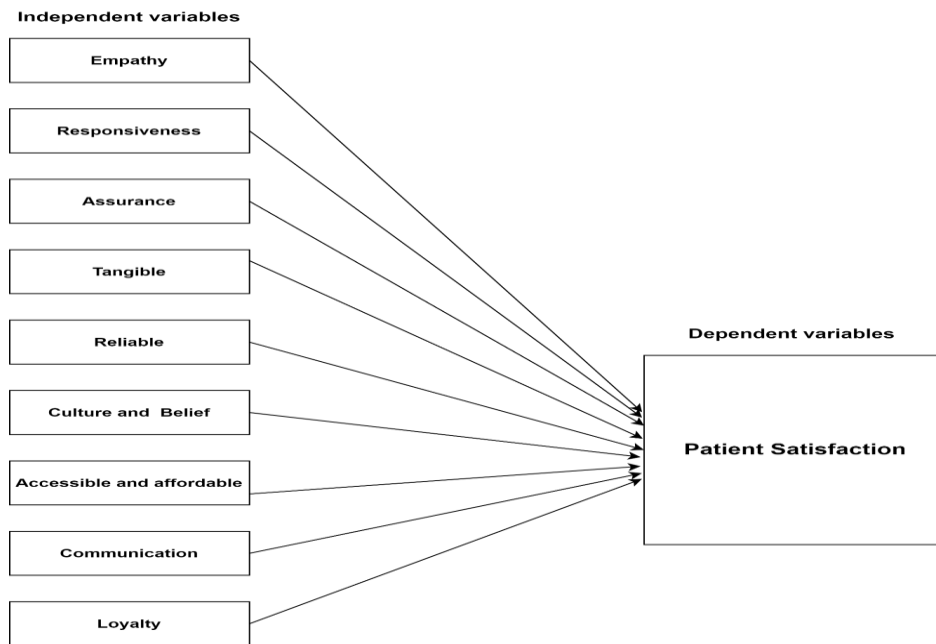 Independent variables
Empathy
Responsiveness
Assurance
Tangible
Reliable
Culture and Belief
Accessible and affordable
Communication
Loyalty
Dependent variables
Patient Satisfaction